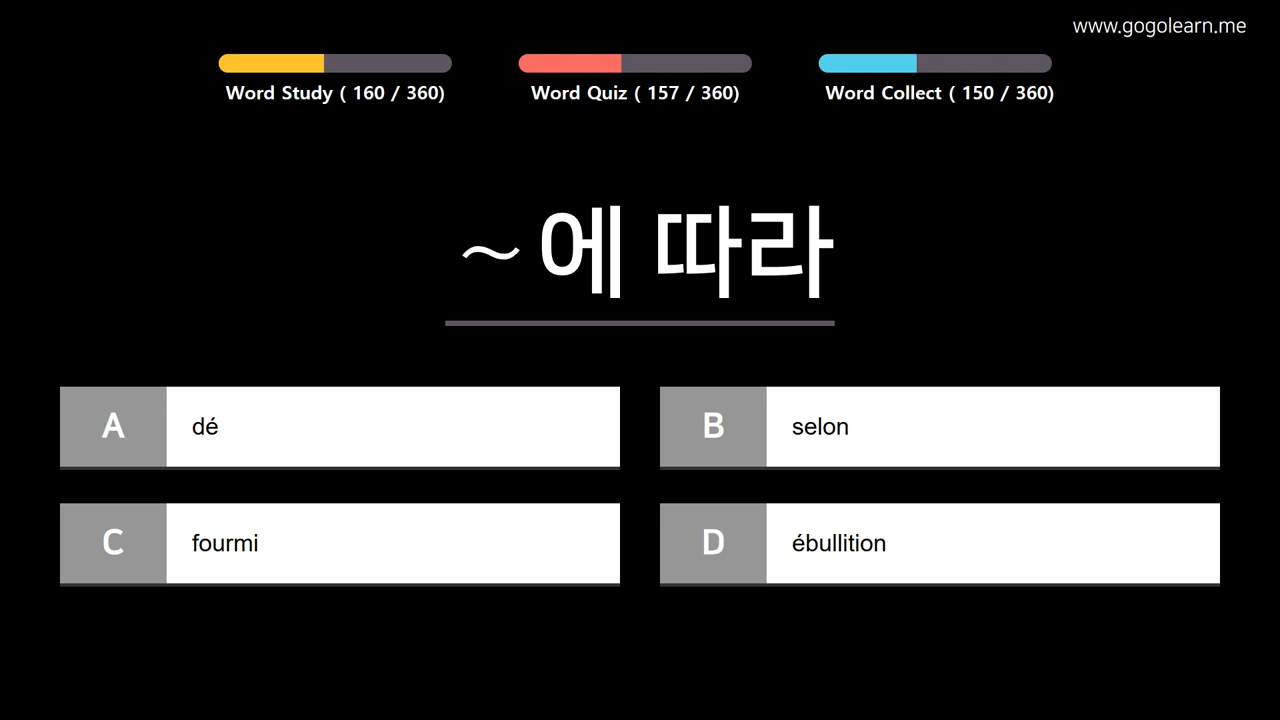 www.gogolearn.me
Word Study ( 160 / 360)
Word Quiz ( 157 / 360)
Word Collect ( 150 / 360)
~에 따라
A dé
B selon
C fourmi
D ébullition